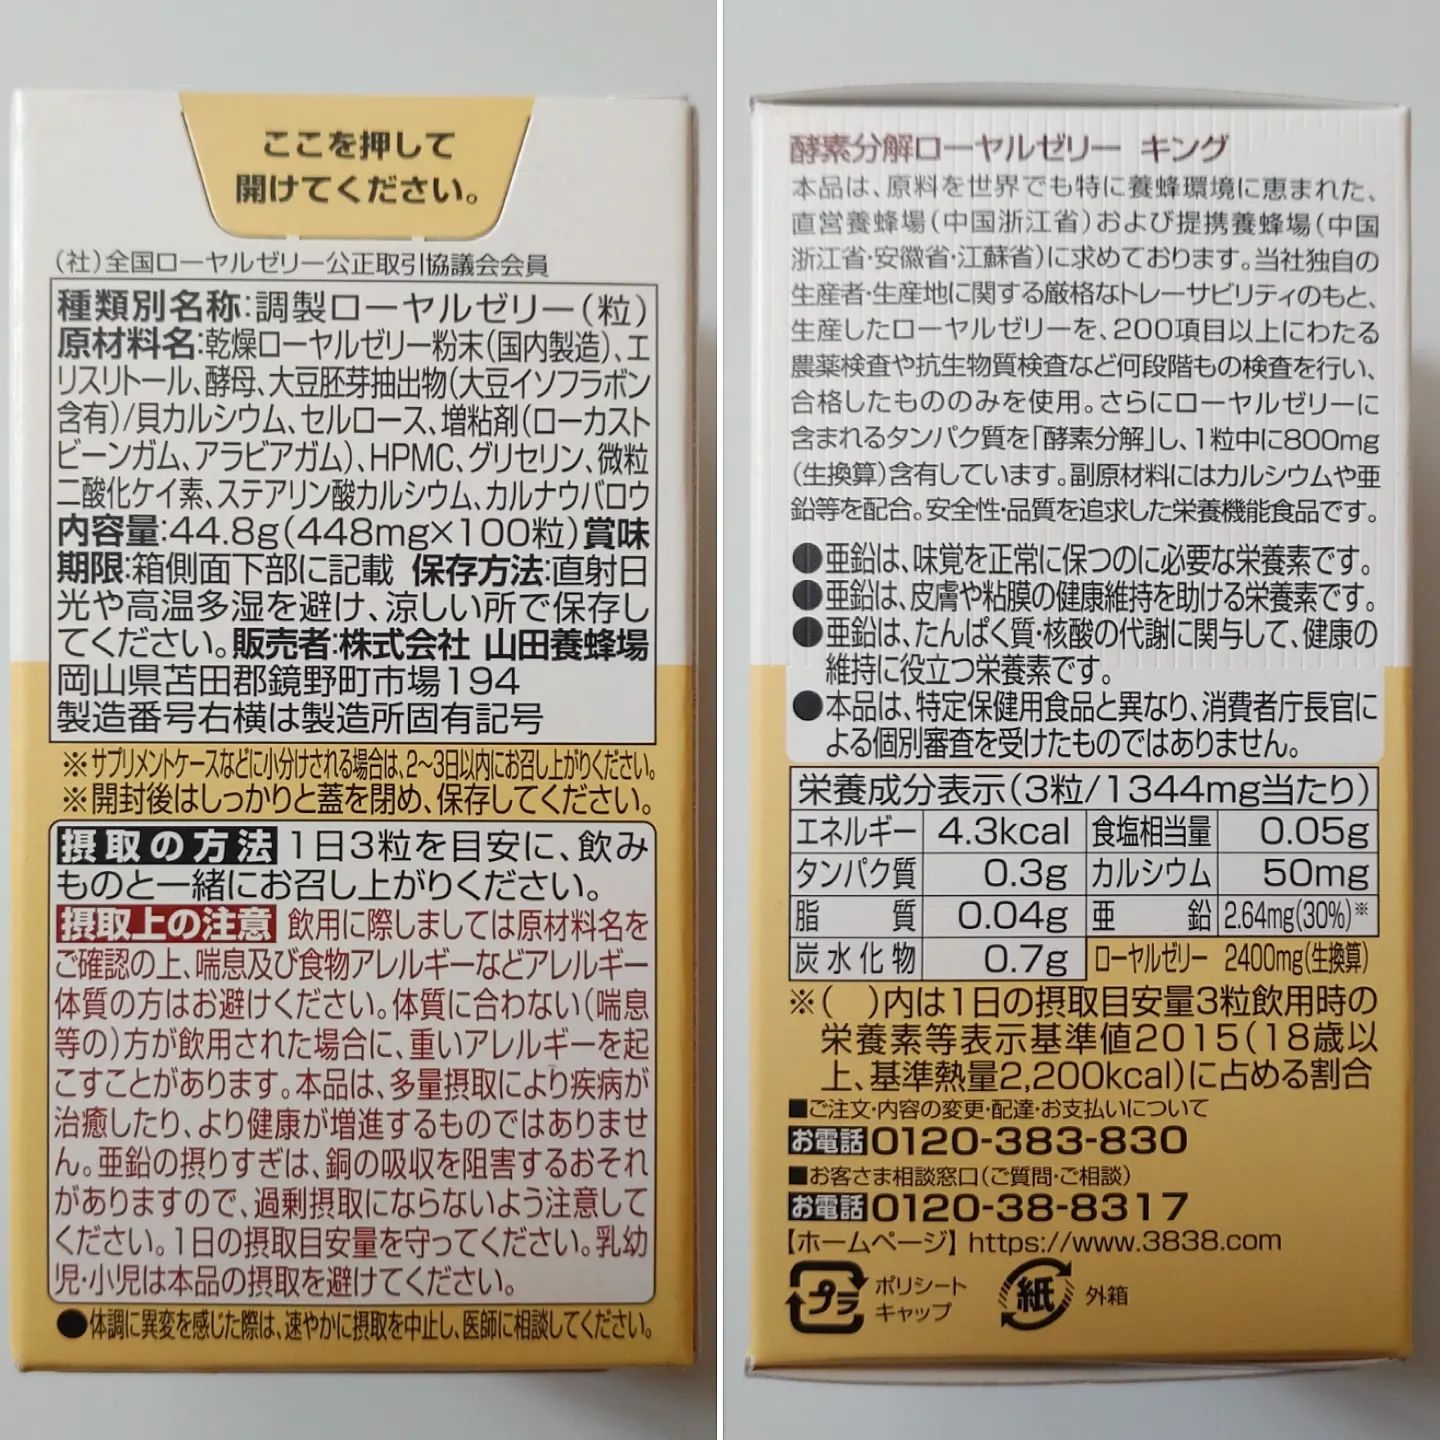 ここを押して
開けてください。
(社)全国ローヤルゼリー公正取引協議会会員
種類別名称:調製ローヤルゼリー(粒)
原材料名:乾燥ローヤルゼリー粉末(国内製造)、エ
リスリトール、酵母、大豆胚芽抽出物(大豆イソフラボン
含有)/貝カルシウム、セルロース、増粘剤(ローカスト
ビーンガム、アラビアガム)、HPMC、グリセリン、微粒
二酸化ケイ素、ステアリン酸カルシウム、カルナウバロウ
内容量:44.8g(448mg×100粒) 賞味
期限:箱側面下部に記載 保存方法:直射日
光や高温多湿を避け、涼しい所で保存し
てください。販売者:株式会社 山田養蜂場
岡山県苫田郡鏡野町市場194
製造番号右横は製造所固有記号
※サプリメントケースなどに小分けされる場合は、2〜3日以内にお召し上がりください。
※開封後はしっかりと蓋を閉め、保存してください。
摂取の方法 1日3粒を目安に、飲み
ものと一緒にお召し上がりください。
摂取上の注意 飲用に際しましては原材料名を
ご確認の上、喘息及び食物アレルギーなどアレルギー
体質の方はお避けください。体質に合わない(喘息
等の)方が飲用された場合に、重いアレルギーを起
こすことがあります。本品は、多量摂取により疾病が
治癒したり、より健康が増進するものではありませ
ん。亜鉛の摂りすぎは、銅の吸収を阻害するおそれ
がありますので、過剰摂取にならないよう注意して
ください。1日の摂取目安量を守ってください。乳幼
児・小児は本品の摂取を避けてください。
●体調に異変を感じた際は、速やかに摂取を中止し、医師に相談してください。
酵素分解ローヤルゼリー キング
本品は、原料を世界でも特に養蜂環境に恵まれた、
直営養蜂場(中国浙江省)および提携養蜂場(中国
浙江省・安徽省・江蘇省)に求めております。当社独自の
生産者・生産地に関する厳格なトレーサビリティのもと、
生産したローヤルゼリーを、200項目以上にわたる
農薬検査や抗生物質検査など何段階もの検査を行い、
合格したもののみを使用。さらにローヤルゼリーに
含まれるタンパク質を「酵素分解」し、1粒中に800mg
(生換算)含有しています。副原材料にはカルシウムや亜
鉛等を配合。安全性・品質を追求した栄養機能食品です。
●亜鉛は、味覚を正常に保つのに必要な栄養素です。
●亜鉛は、皮膚や粘膜の健康維持を助ける栄養素です。
●亜鉛は、たんぱく質・核酸の代謝に関与して、健康の
維持に役立つ栄養素です。
●本品は、特定保健用食品と異なり、消費者庁長官に
よる個別審査を受けたものではありません。
栄養成分表示(3粒/1344mg当たり)
エネルギー 4.3kcal 食塩相当量 0.05g
タンパク質 0.3g カルシウム 50mg
脂質 0.04g 亜鉛 2.64mg(30%)※
炭水化物 0.7g ローヤルゼリー 2400mg(生換算)
※( )内は1日の摂取目安量3粒飲用時の
栄養素等表示基準値2015(18歳以
上、基準熱量2,200kcal)に占める割合
■ご注文・内容の変更・配達・お支払いについて
お電話 0120-383-830
■お客さま相談窓口(ご質問・ご相談)
お電話 0120-38-8317
【ホームページ】https://www.3838.com
プラ ポリシート
キャップ
紙 外箱